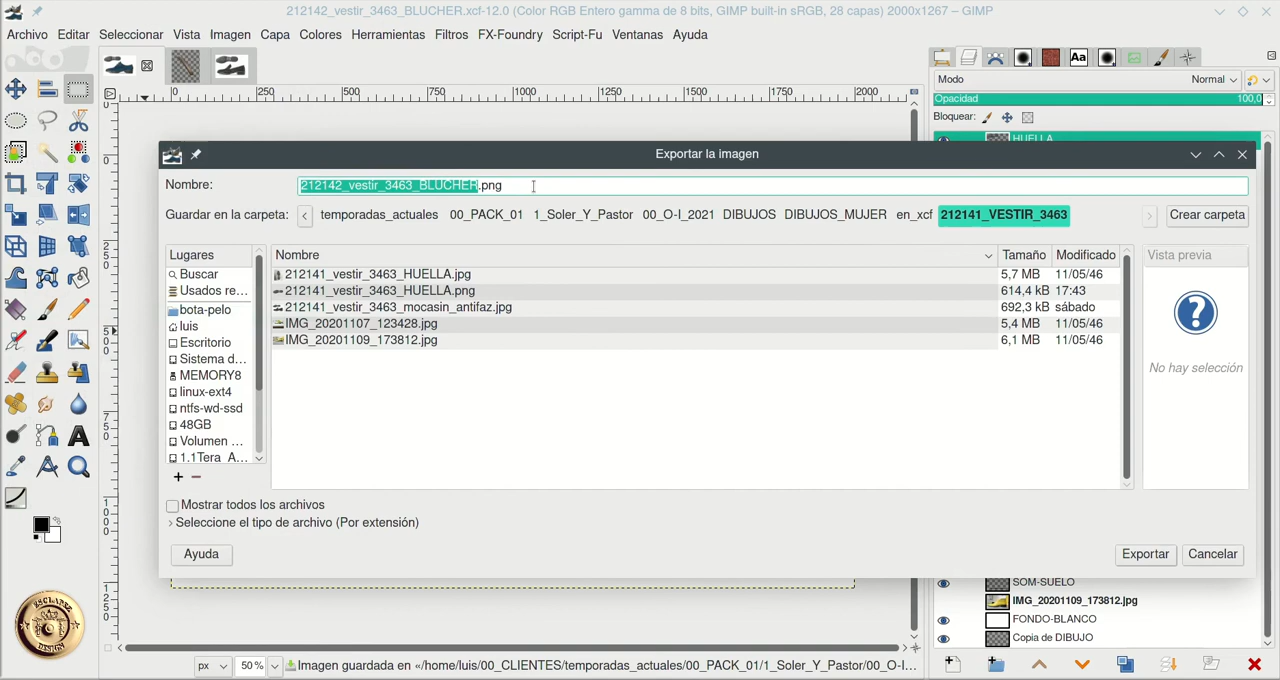 212142_vestir_3463_BLUCHER.xcf-12.0 (Color RGB Entero gamma de 8 bits, GIMP built-in sRGB, 28 capas) 2000x1267 – GIMP
Archivo Editar Seleccionar Vista Imagen Capa Colores Herramientas Filtros FX-Foundry Script-Fu Ventanas Ayuda
0 250 500 750 1000 1250 1500 1750 2000
Modo Normal
Opacidad 100,0
Bloquear:
HUELLA
Exportar la imagen
Nombre: 212142_vestir_3463_BLUCHER.png
Guardar en la carpeta: temporadas_actuales 00_PACK_01 1_Soler_Y_Pastor 00_O-I_2021 DIBUJOS DIBUJOS_MUJER en_xcf 212141_VESTIR_3463 Crear carpeta
Lugares
Buscar
Usados re...
bota-pelo
luis
Escritorio
Sistema d...
MEMORY8
linux-ext4
ntfs-wd-ssd
48GB
Volumen ...
1.1Tera_A...
Nombre Tamaño Modificado
212141_vestir_3463_HUELLA.jpg 5,7 MB 11/05/46
212141_vestir_3463_HUELLA.png 614,4 kB 17:43
212141_vestir_3463_mocasin_antifaz.jpg 692,3 kB sábado
IMG_20201107_123428.jpg 5,4 MB 11/05/46
IMG_20201109_173812.jpg 6,1 MB 11/05/46
Vista previa
No hay selección
Mostrar todos los archivos
Seleccione el tipo de archivo (Por extensión)
Ayuda Exportar Cancelar
SOM-SUELO
IMG_20201109_173812.jpg
FONDO-BLANCO
Copia de DIBUJO
ESCLAPES
DESIGN
px 50 % Imagen guardada en «/home/luis/00_CLIENTES/temporadas_actuales/00_PACK_01/1_Soler_Y_Pastor/00_O-I...